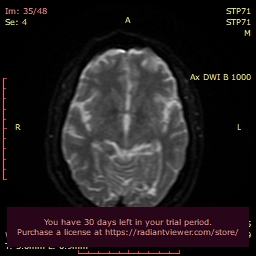 Im: 35/48
Se: 4
A
STP71
STP71
M
Ax DWI B 1000
R
L
You have 30 days left in your trial period.
Purchase a license at https://radiantviewer.com/store/